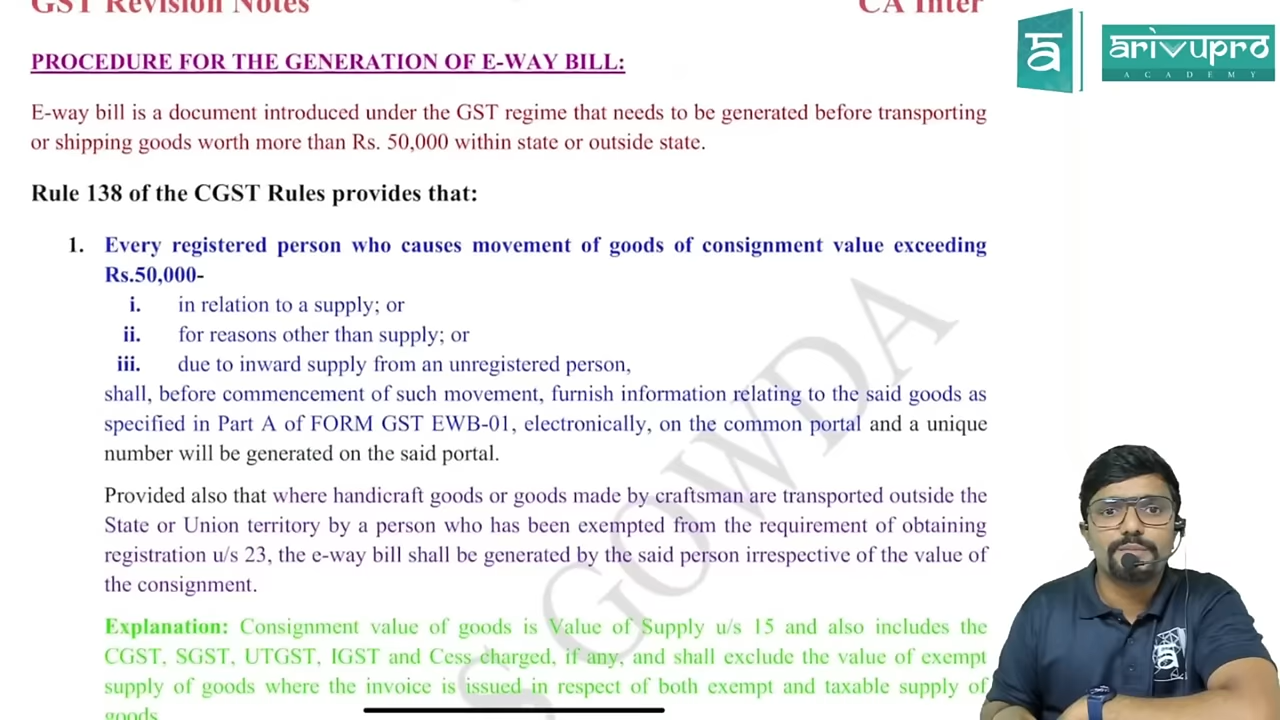 GST Revision Notes CA Inter
arivupro
ACADEMY
PROCEDURE FOR THE GENERATION OF E-WAY BILL:
E-way bill is a document introduced under the GST regime that needs to be generated before transporting
or shipping goods worth more than Rs. 50,000 within state or outside state.
Rule 138 of the CGST Rules provides that:
1. Every registered person who causes movement of goods of consignment value exceeding
Rs.50,000-
i. in relation to a supply; or
ii. for reasons other than supply; or
iii. due to inward supply from an unregistered person,
shall, before commencement of such movement, furnish information relating to the said goods as
specified in Part A of FORM GST EWB-01, electronically, on the common portal and a unique
number will be generated on the said portal.
Provided also that where handicraft goods or goods made by craftsman are transported outside the
State or Union territory by a person who has been exempted from the requirement of obtaining
registration u/s 23, the e-way bill shall be generated by the said person irrespective of the value of
the consignment.
Explanation: Consignment value of goods is Value of Supply u/s 15 and also includes the
CGST, SGST, UTGST, IGST and Cess charged, if any, and shall exclude the value of exempt
supply of goods where the invoice is issued in respect of both exempt and taxable supply of
goods
S GOWDA